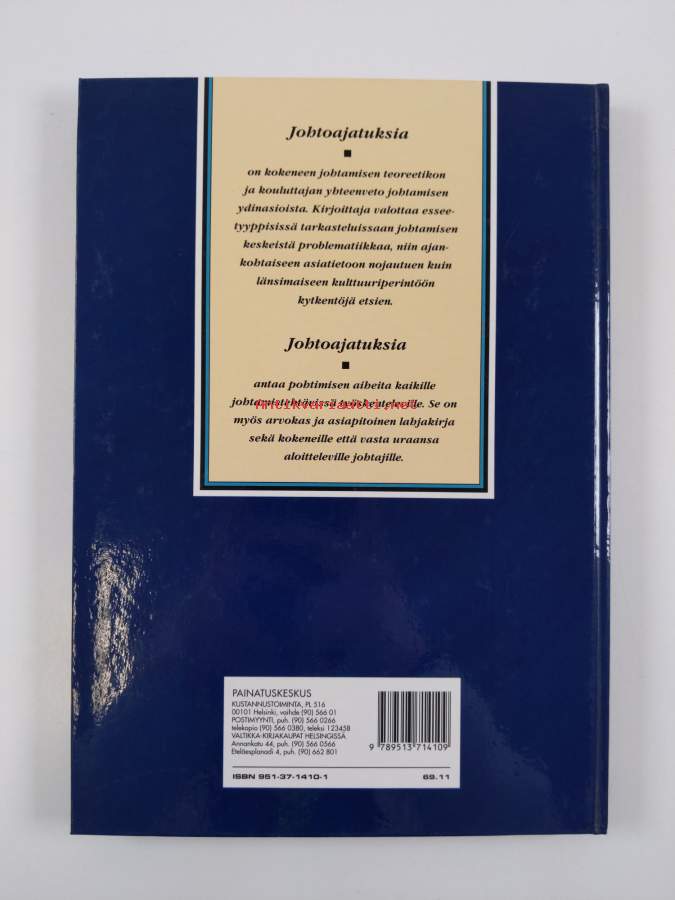 Johtoajatuksia
on kokeneen johtamisen teoreetikon
ja kouluttajan yhteenveto johtamisen
ydinasioista. Kirjoittaja valottaa essee-
tyyppisissä tarkasteluissaan johtamisen
keskeistä problematiikkaa, niin ajan-
kohtaiseen asiatietoon nojautuen kuin
länsimaiseen kulttuuriperintöön
kytkentöjä etsien.
Johtoajatuksia
antaa pohtimisen aiheita kaikille
johtamistehtävissä työskenteleville. Se on
Antikvariaatti.net
myös arvokas ja asiapitoinen lahjakirja
sekä kokeneille että vasta uraansa
aloitteleville johtajille.
PAINATUSKESKUS
KUSTANNUSTOIMINTA, PL 516
00101 Helsinki, vaihde (90) 566 01
POSTIMYYNTI, puh. (90) 566 0266
telekopio (90) 566 0380, teleksi 123458
VALTIKKA-KIRJAKAUPAT HELSINGISSÄ
Annankatu 44, puh. (90) 566 0566
Eteläesplanadi 4, puh. (90) 662 801
9 789513 714109
ISBN 951-37-1410-1 69.11